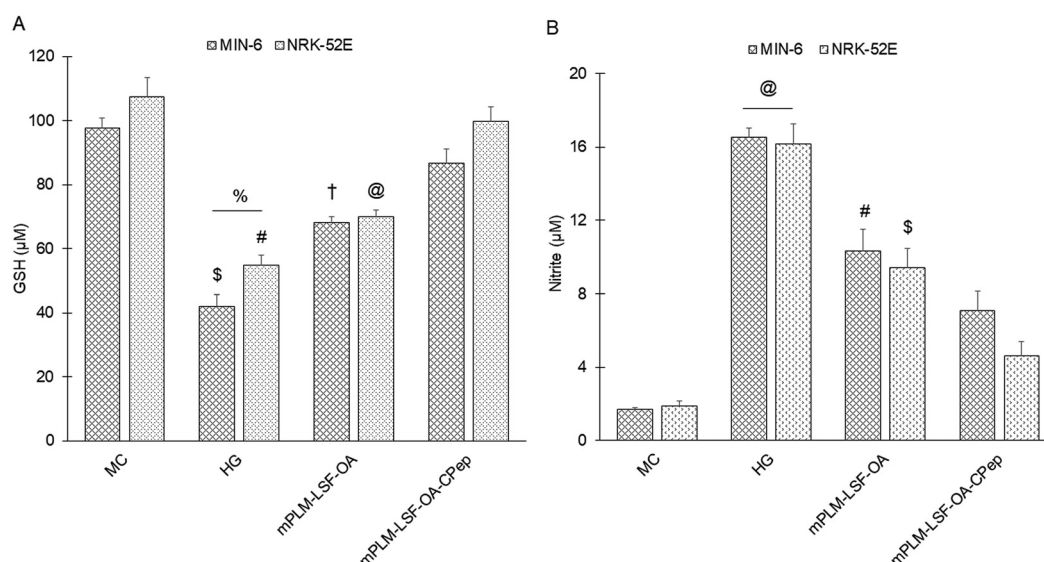 A
MIN-6 NRK-52E
GSH (µM)
120
100
80
60
40
20
0
$
%
#
†
@
MC
HG
mPLM-LSF-OA
mPLM-LSF-OA-CPep
B
MIN-6 NRK-52E
Nitrite (µM)
20
16
12
8
4
0
@
#
$
MC
HG
mPLM-LSF-OA
mPLM-LSF-OA-CPep